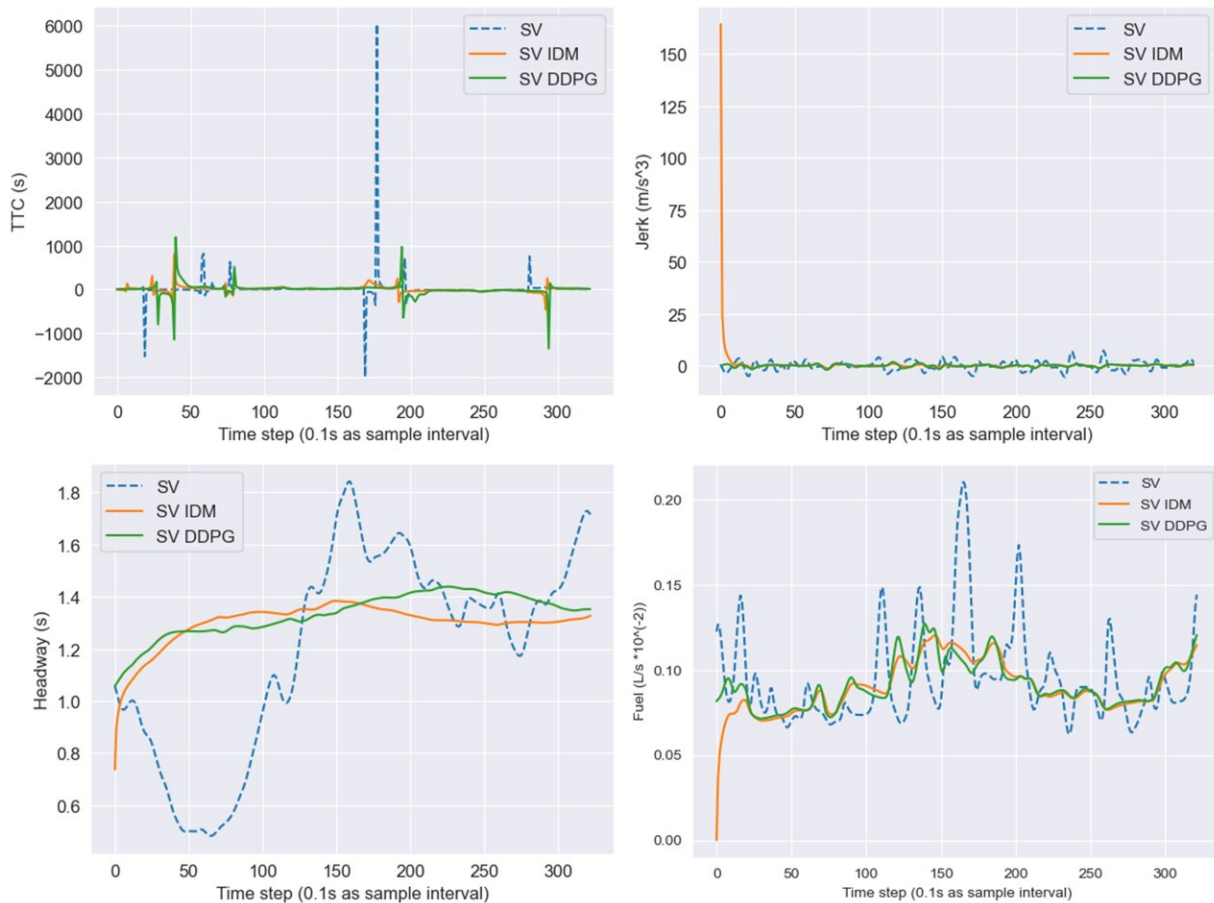 TTC (s)
6000
5000
4000
3000
2000
1000
0
−1000
−2000
0 50 100 150 200 250 300
Time step (0.1s as sample interval)
SV
SV IDM
SV DDPG
Jerk (m/s^3)
150
125
100
75
50
25
0
0 50 100 150 200 250 300
Time step (0.1s as sample interval)
SV
SV IDM
SV DDPG
Headway (s)
1.8
1.6
1.4
1.2
1.0
0.8
0.6
0 50 100 150 200 250 300
Time step (0.1s as sample interval)
SV
SV IDM
SV DDPG
Fuel (L/s *10^(-2))
0.20
0.15
0.10
0.05
0.00
0 50 100 150 200 250 300
Time step (0.1s as sample interval)
SV
SV IDM
SV DDPG